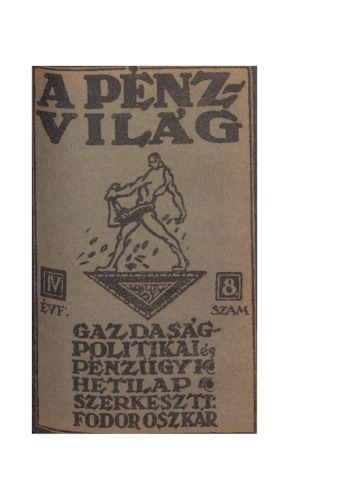 A PÉNZ-
VILÁG
IV 8
ÉVF: SZÁM
GAZDASÁG-
POLITIKAI és
PÉNZÜGYI
HETILAP
SZERKESZTI:
FODOR OSZKÁR